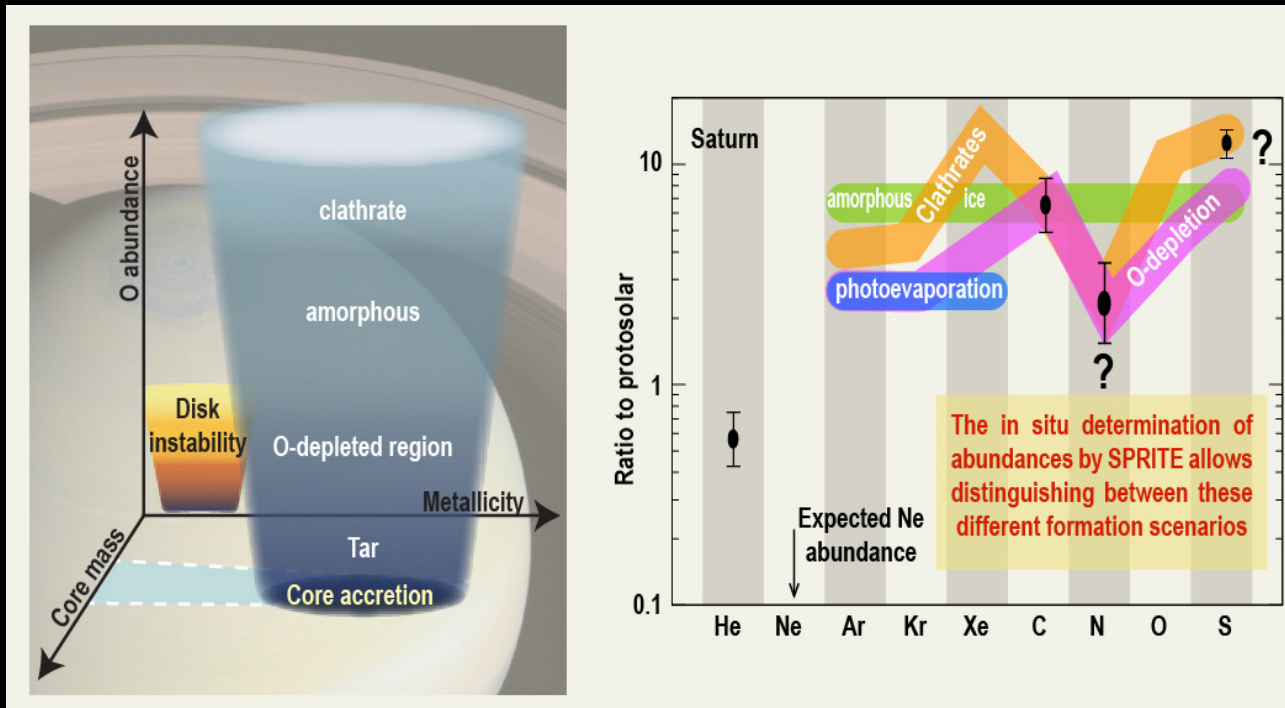 O abundance
clathrate
amorphous
Disk
instability
O-depleted region
Metallicity
Tar
Core accretion
Core mass
Ratio to protosolar
10
1
0.1
Saturn
amorphous ice
Clathrates
photoevaporation
O-depletion
?
?
The in situ determination of
abundances by SPRITE allows
distinguishing between these
different formation scenarios
Expected Ne
abundance
He Ne Ar Kr Xe C N O S